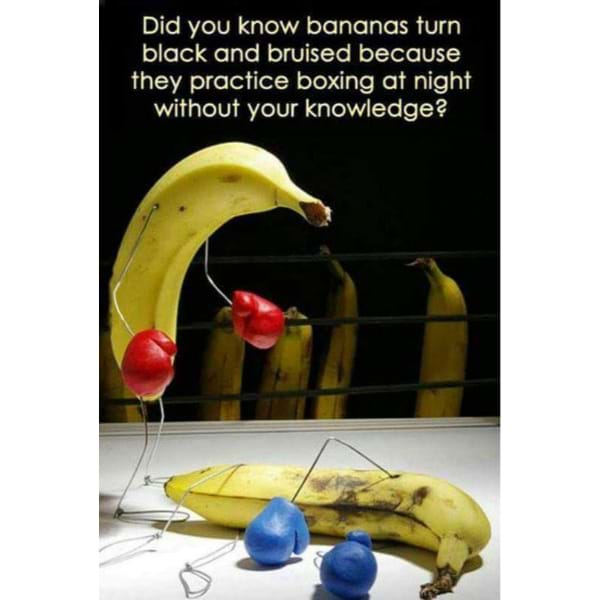 Did you know bananas turn
black and bruised because
they practice boxing at night
without your knowledge?